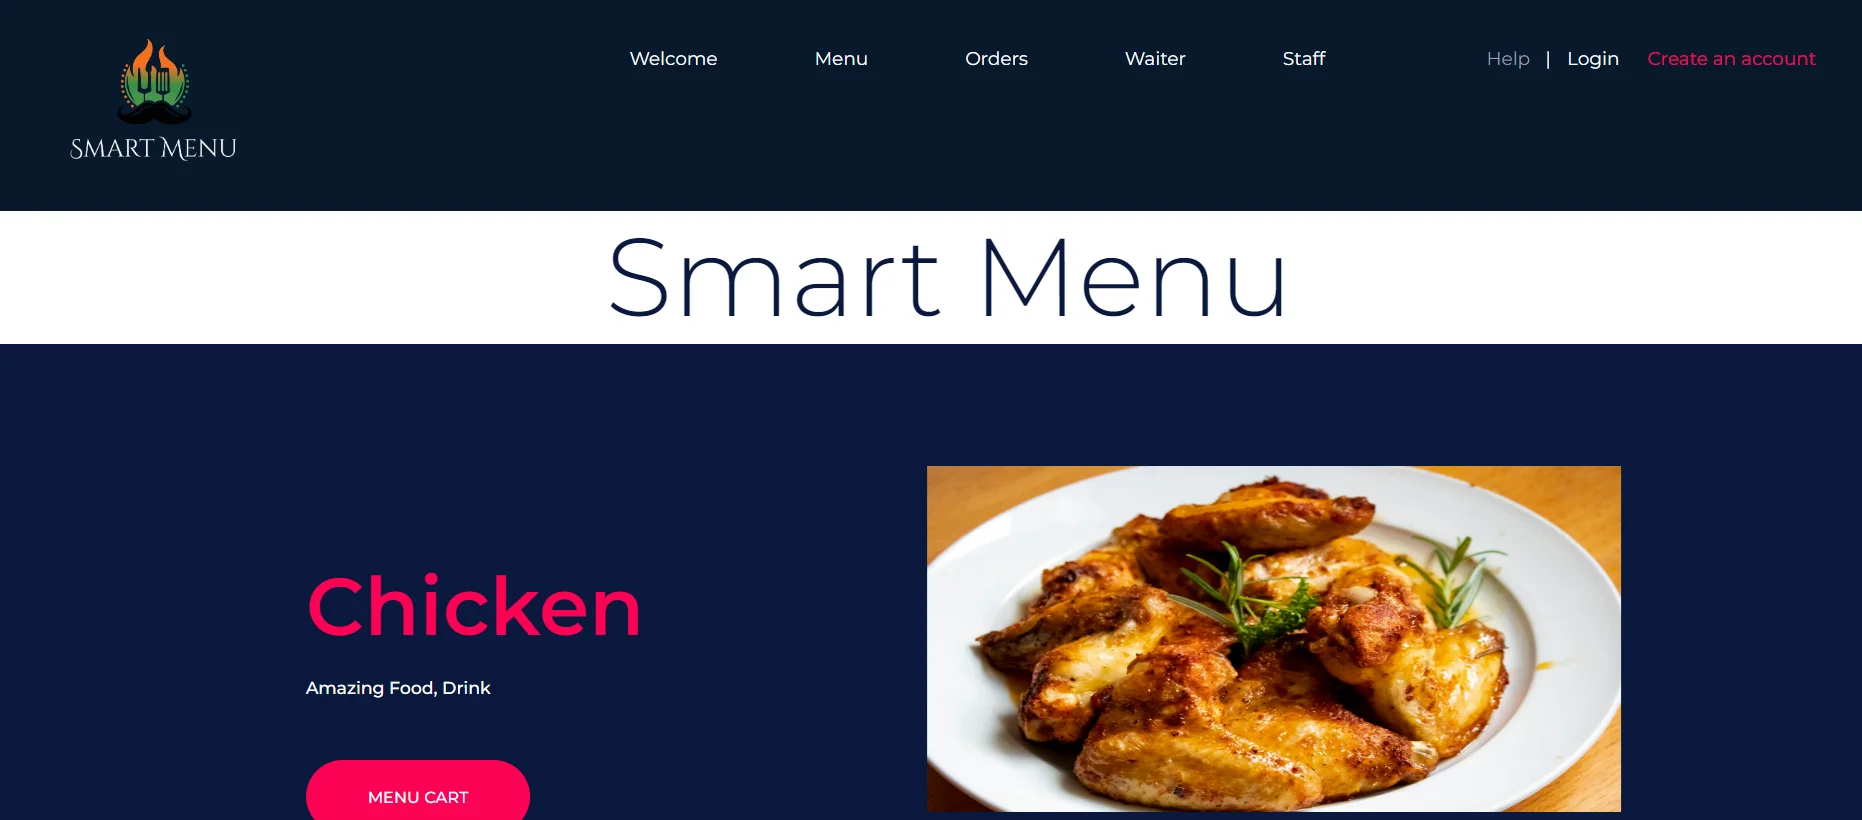 Welcome Menu Orders Waiter Staff Help | Login Create an account
SMART MENU
Smart Menu
Chicken
Amazing Food, Drink
MENU CART